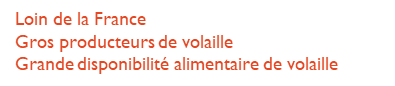 Loin de la France
Gros producteurs de volaille
Grande disponibilité alimentaire de volaille